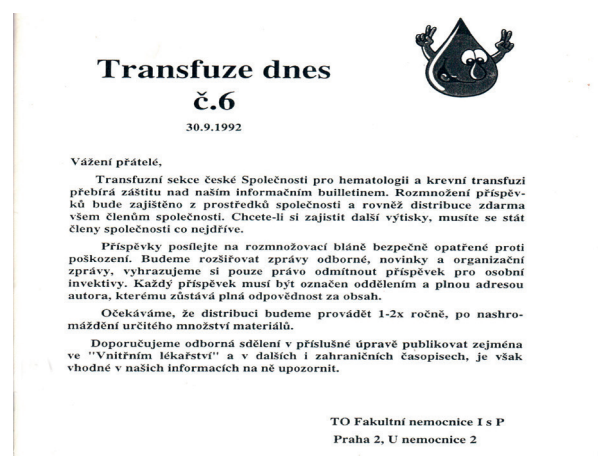 Transfuze dnes
č.6
30.9.1992
Vážení přátelé,
Transfuzní sekce české Společnosti pro hematologii a krevní transfuzi
přebírá záštitu nad naším informačním builletinem. Rozmnožení příspěv-
ků bude zajištěno z prostředků společnosti a rovněž distribuce zdarma
všem členům společnosti. Chcete-li si zajistit další výtisky, musíte se stát
členy společnosti co nejdříve.
Příspěvky posílejte na rozmnožovací bláně bezpečně opatřené proti
poškození. Budeme rozšiřovat zprávy odborné, novinky a organizační
zprávy, vyhrazujeme si pouze právo odmítnout příspěvek pro osobní
invektivy. Každý příspěvek musí být označen oddělením a plnou adresou
autora, kterému zůstává plná odpovědnost za obsah.
Očekáváme, že distribuci budeme provádět 1-2x ročně, po nashro-
máždění určitého množství materiálů.
Doporučujeme odborná sdělení v příslušné úpravě publikovat zejména
ve "Vnitřním lékařství" a v dalších i zahraničních časopisech, je však
vhodné v našich informacích na ně upozornit.
TO Fakultní nemocnice I s P
Praha 2, U nemocnice 2